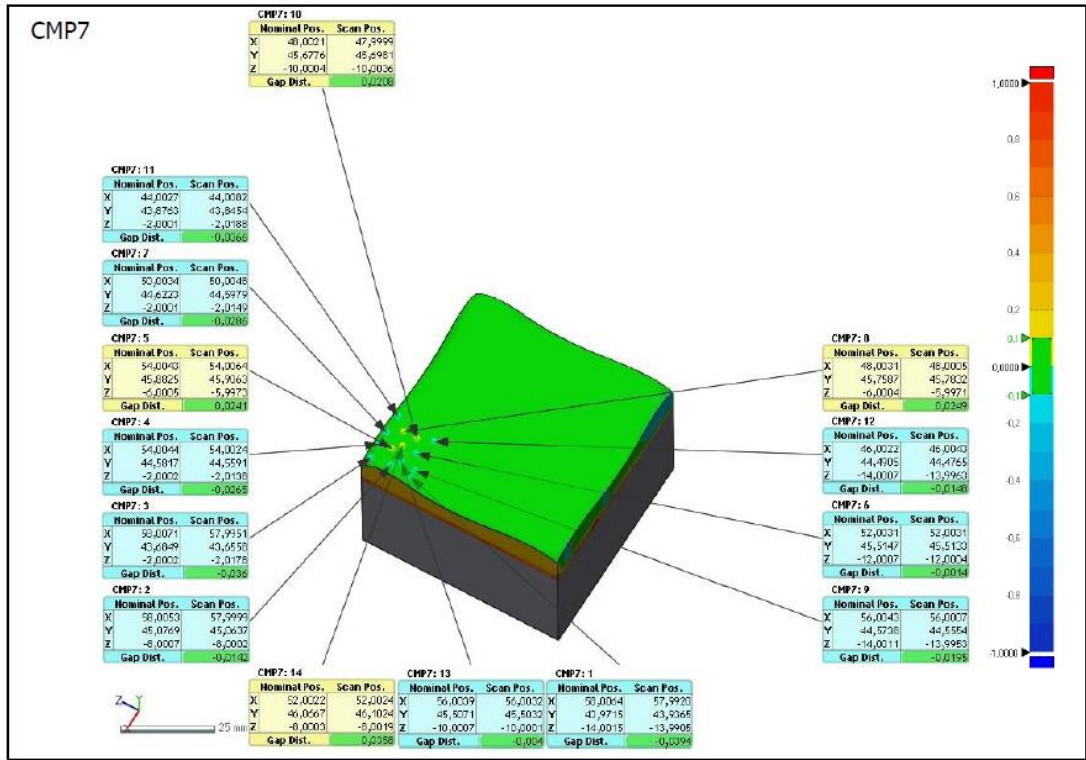 CMP7
CMP7: 10
Nominal Pos. Scan Pos.
X 48,0021 47,9999
Y 45,6776 45,6981
Z -10,0004 -10,0036
Gap Dist. 0,0208
CMP7: 11
Nominal Pos. Scan Pos.
X 44,0027 44,0082
Y 43,8763 43,8454
Z -2,0001 -2,0188
Gap Dist. -0,0366
CMP7: 7
Nominal Pos. Scan Pos.
X 50,0034 50,0048
Y 44,6223 44,5979
Z -2,0001 -2,0149
Gap Dist. -0,0286
CMP7: 5
Nominal Pos. Scan Pos.
X 54,0043 54,0064
Y 45,8825 45,9063
Z -6,0005 -5,9973
Gap Dist. 0,0241
CMP7: 4
Nominal Pos. Scan Pos.
X 54,0044 54,0024
Y 44,5817 44,5591
Z -2,0002 -2,0138
Gap Dist. -0,0265
CMP7: 3
Nominal Pos. Scan Pos.
X 58,0071 57,9951
Y 43,6849 43,6558
Z -2,0002 -2,0178
Gap Dist. -0,036
CMP7: 2
Nominal Pos. Scan Pos.
X 58,0053 57,9999
Y 45,0769 45,0637
Z -8,0007 -8,0002
Gap Dist. -0,0142
CMP7: 14
Nominal Pos. Scan Pos.
X 52,0022 52,0024
Y 46,0667 46,1024
Z -8,0003 -8,0019
Gap Dist. 0,0358
CMP7: 13
Nominal Pos. Scan Pos.
X 56,0039 56,0032
Y 45,5071 45,5032
Z -10,0007 -10,0001
Gap Dist. -0,004
CMP7: 1
Nominal Pos. Scan Pos.
X 58,0064 57,9920
Y 43,9715 43,9365
Z -14,0015 -13,9905
Gap Dist. -0,0394
CMP7: 8
Nominal Pos. Scan Pos.
X 48,0031 48,0005
Y 45,7587 45,7832
Z -6,0004 -5,9971
Gap Dist. 0,0249
CMP7: 12
Nominal Pos. Scan Pos.
X 46,0022 46,0043
Y 44,4905 44,4765
Z -14,0007 -13,9963
Gap Dist. -0,0148
CMP7: 6
Nominal Pos. Scan Pos.
X 52,0031 52,0031
Y 45,5147 45,5133
Z -12,0007 -12,0004
Gap Dist. -0,0014
CMP7: 9
Nominal Pos. Scan Pos.
X 56,0043 56,0007
Y 44,5738 44,5554
Z -14,0011 -13,9953
Gap Dist. -0,0195
1,0000
0,8
0,6
0,4
0,2
0,1
0,0000
-0,1
-0,2
-0,4
-0,6
-0,8
-1,0000
Z Y
25 mm